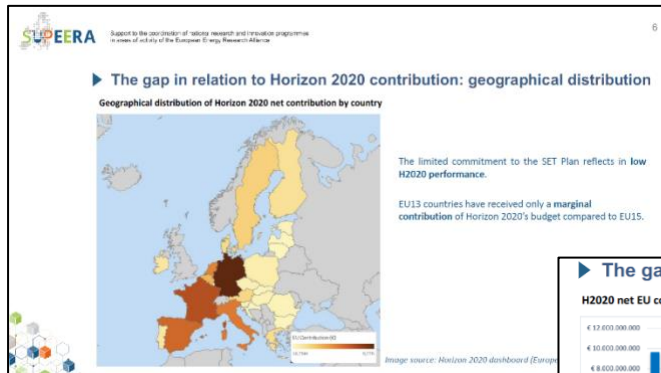 SUPEERA
Support to the coordination of national research and innovation programmes
in areas of activity of the European Energy Research Alliance
6
The gap in relation to Horizon 2020 contribution: geographical distribution
Geographical distribution of Horizon 2020 net contribution by country
The limited commitment to the SET Plan reflects in low
H2020 performance.
EU13 countries have received only a marginal
contribution of Horizon 2020's budget compared to EU15.
EU Contribution (€)
Image source: Horizon 2020 dashboard (Europe
The ga
H2020 net EU co
€ 12.000.000.000
€ 10.000.000.000
€ 8.000.000.000